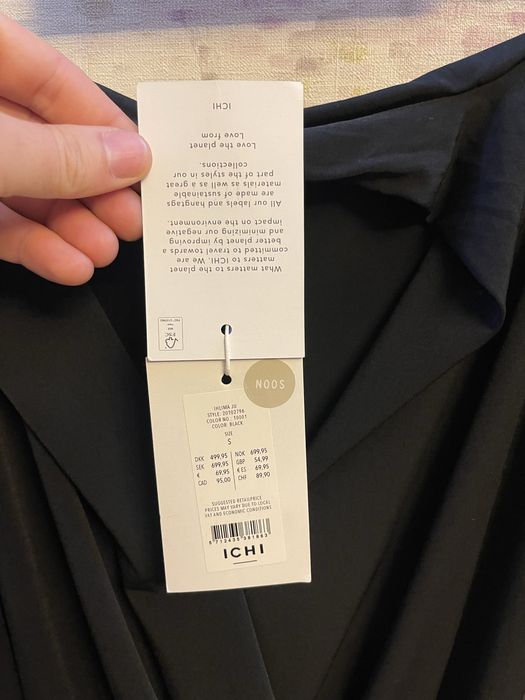 ICHI
Love from
Love the planet
collections.
part of the styles in our
materials as well as a great
are made of sustainable
All our labels and hangtags
impact on the environment.
and minimizing our negative
better planet by improving
committed to travel towards a
matters to ICHI. We are
What matters to the planet
FSC
NOOS
IHLIMA JU
STYLE: 20102796
COLOR NO.: 10001
COLOR: BLACK
SIZE
S
DKK 499,95 NOK 699,95
SEK 699,95 GBP 54,99
€ 69,95 € ES 69,95
CAD 95,00 CHF 89,90
SUGGESTED RETAILPRICE
PRICES MAY VARY DUE TO LOCAL
VAT AND ECONOMIC CONDITIONS
ICHI